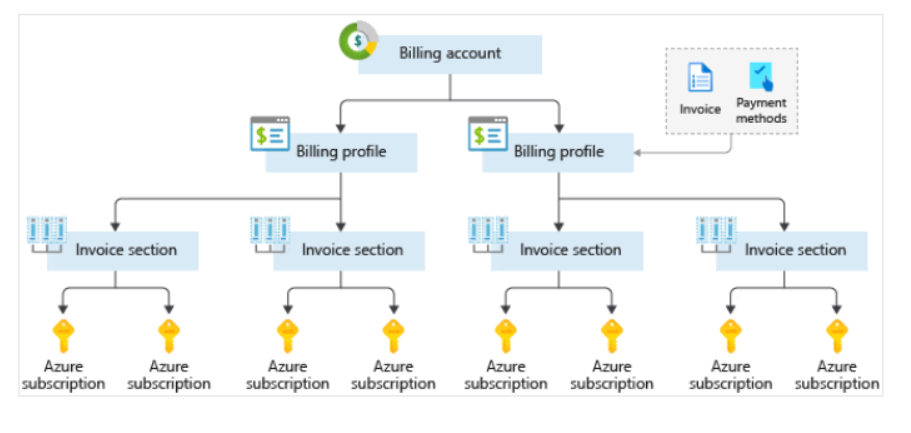 Billing account
Invoice
Payment
methods
Billing profile
Billing profile
Invoice section
Invoice section
Invoice section
Invoice section
Azure
subscription
Azure
subscription
Azure
subscription
Azure
subscription
Azure
subscription
Azure
subscription
Azure
subscription
Azure
subscription